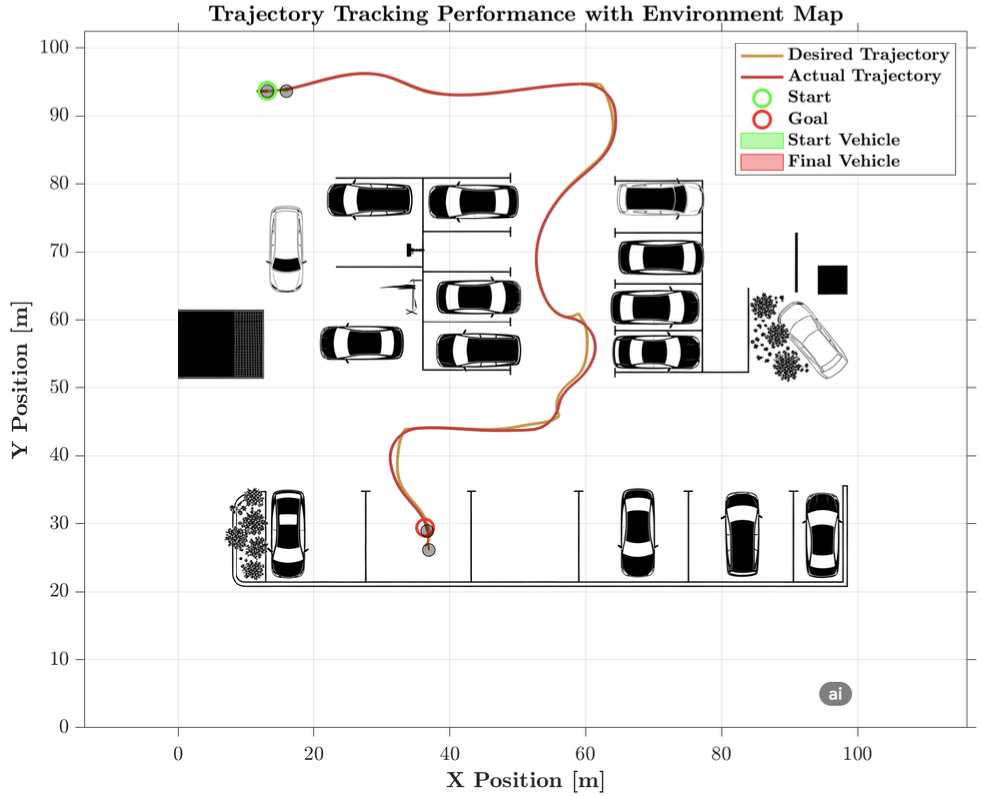 Trajectory Tracking Performance with Environment Map
Desired Trajectory
Actual Trajectory
Start
Goal
Start Vehicle
Final Vehicle
Y Position [m]
100
90
80
70
60
50
40
30
20
10
0
0 20 40 60 80 100
X Position [m]
ai